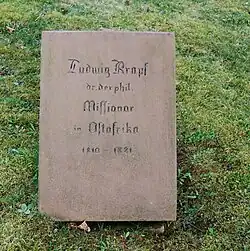 Ludwig Krapf
dr. der phil.
Missionar
in Ostafrika
1810 – 1881